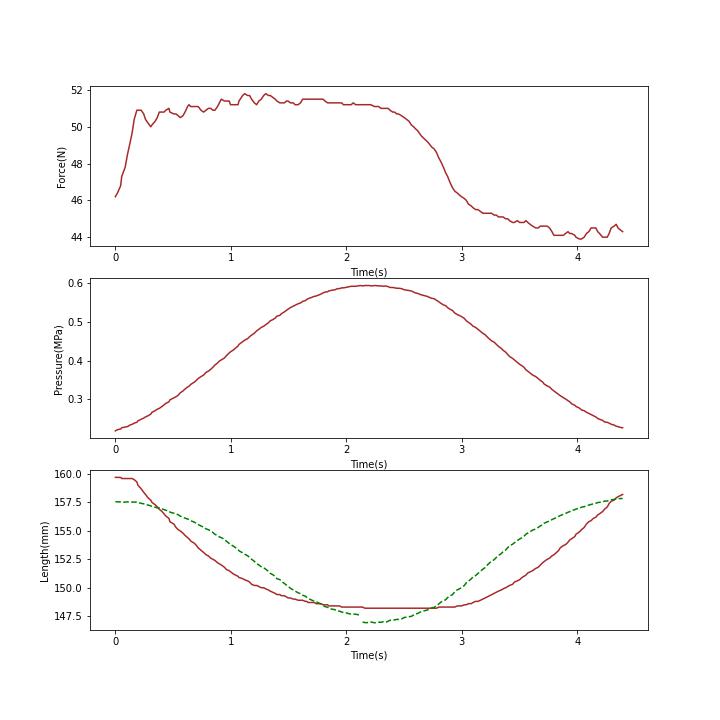 52
50
48
46
44
Force(N)
0 1 2 3 4
Time(s)
0.6
0.5
0.4
0.3
Pressure(MPa)
0 1 2 3 4
Time(s)
160.0
157.5
155.0
152.5
150.0
147.5
Length(mm)
0 1 2 3 4
Time(s)